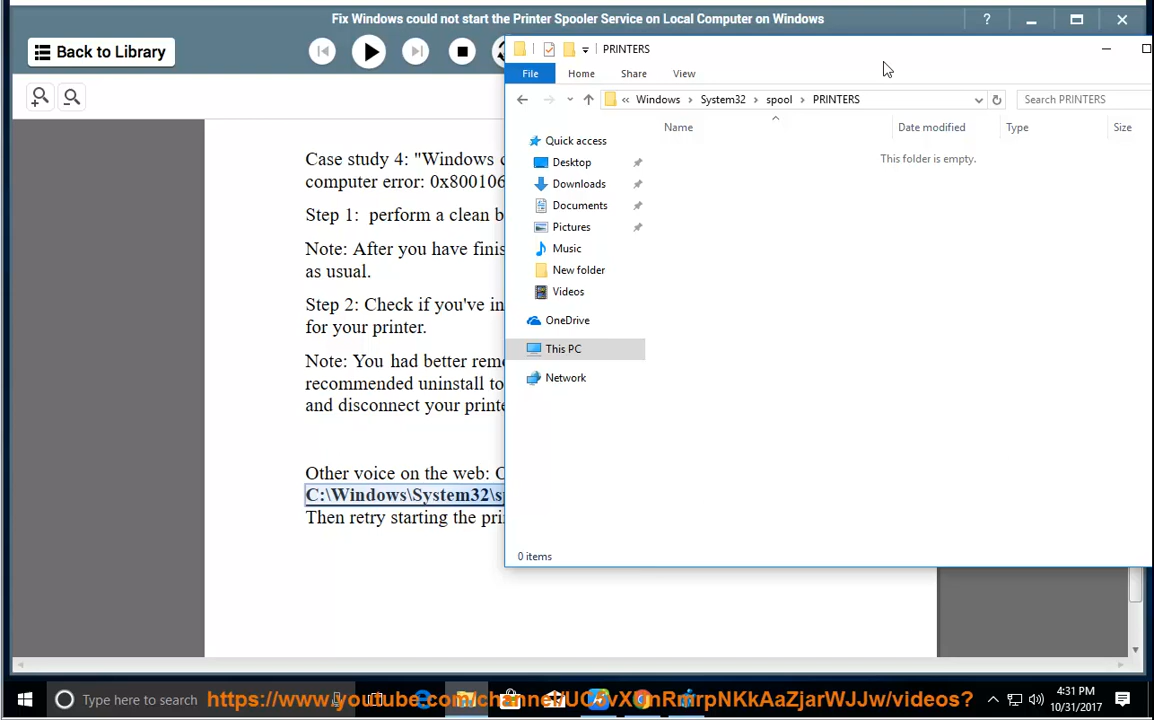 Fix Windows could not start the Printer Spooler Service on Local Computer on Windows
?
Back to Library
PRINTERS
File Home Share View
« Windows › System32 › spool › PRINTERS
Search PRINTERS
Name Date modified Type Size
This folder is empty.
Quick access
Desktop
Downloads
Documents
Pictures
Music
New folder
Videos
OneDrive
This PC
Network
0 items
Case study 4: "Windows c
computer error: 0x800106
Step 1: perform a clean b
Note: After you have finis
as usual.
Step 2: Check if you've in
for your printer.
Note: You had better rem
recommended uninstall to
and disconnect your print
Other voice on the web: C
C:\Windows\System32\s
Then retry starting the pri
Type here to search
4:31 PM
10/31/2017